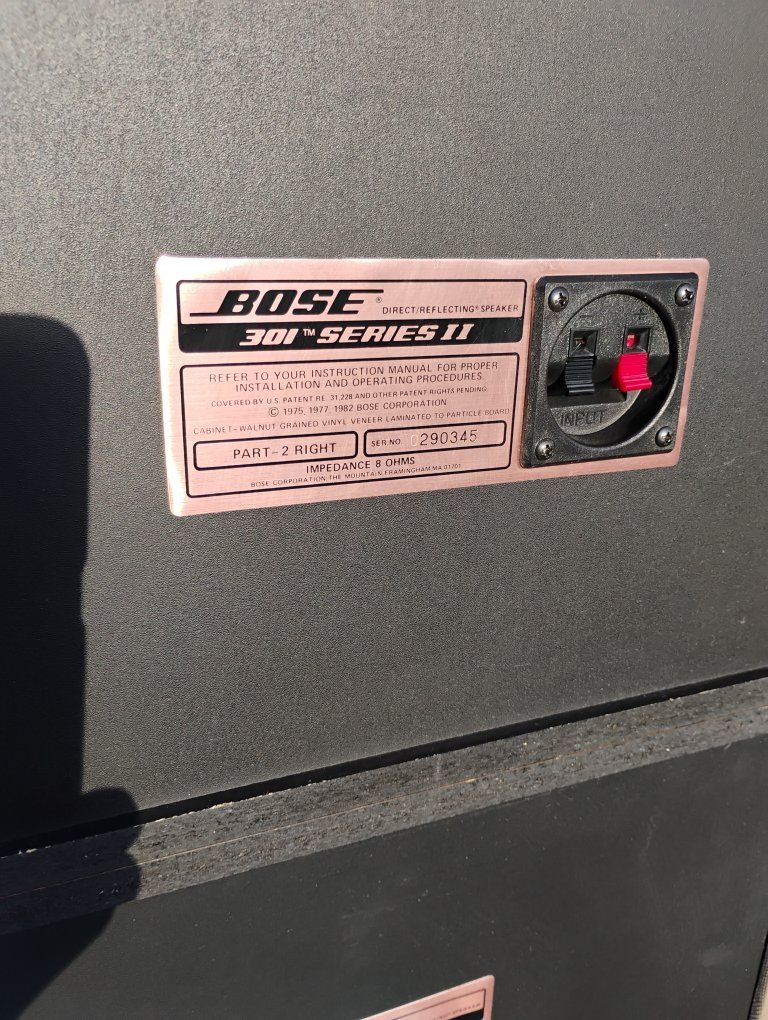 BOSE ® DIRECT/REFLECTING® SPEAKER
301™ SERIES II
REFER TO YOUR INSTRUCTION MANUAL FOR PROPER
INSTALLATION AND OPERATING PROCEDURES.
COVERED BY U.S. PATENT RE. 31,228 AND OTHER PATENT RIGHTS PENDING.
© 1975, 1977, 1982 BOSE CORPORATION
CABINET-WALNUT GRAINED VINYL VENEER LAMINATED TO PARTICLE BOARD
PART-2 RIGHT
SER.NO. 0290345
IMPEDANCE 8 OHMS
BOSE CORPORATION, THE MOUNTAIN, FRAMINGHAM, MA 01701
+
INPUT
SPEAKER